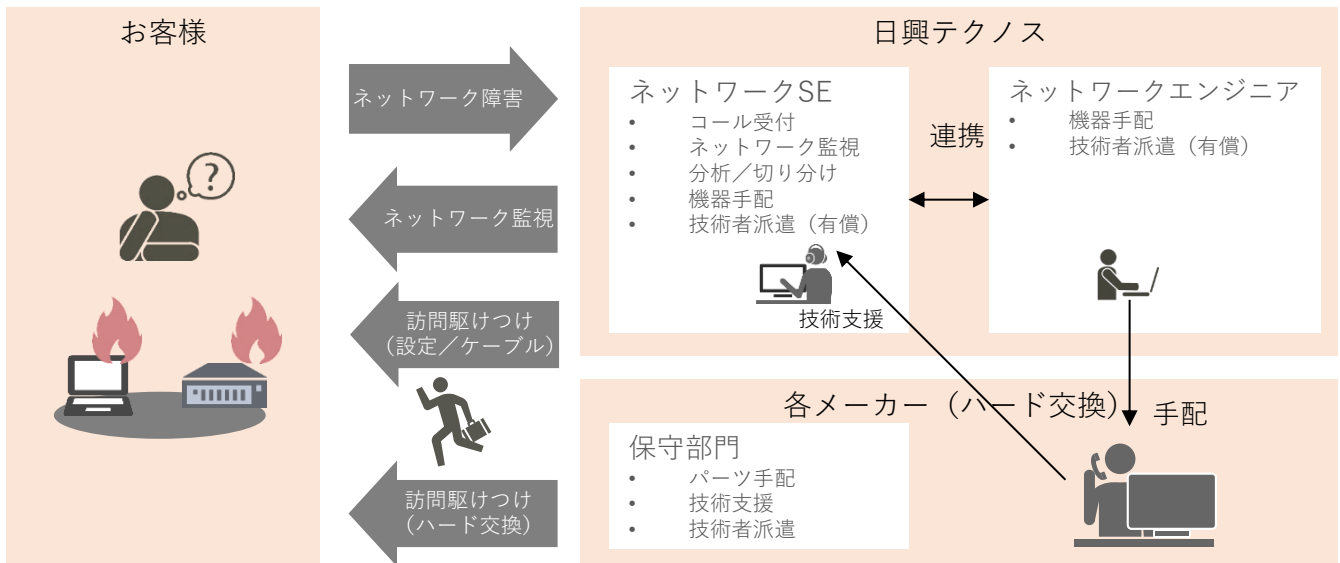 お客様
?
ネットワーク障害
ネットワーク監視
訪問駆けつけ
（設定／ケーブル）
訪問駆けつけ
（ハード交換）
日興テクノス
ネットワークSE
• コール受付
• ネットワーク監視
• 分析／切り分け
• 機器手配
• 技術者派遣（有償）
技術支援
連携
ネットワークエンジニア
• 機器手配
• 技術者派遣（有償）
各メーカー（ハード交換）
手配
保守部門
• パーツ手配
• 技術支援
• 技術者派遣